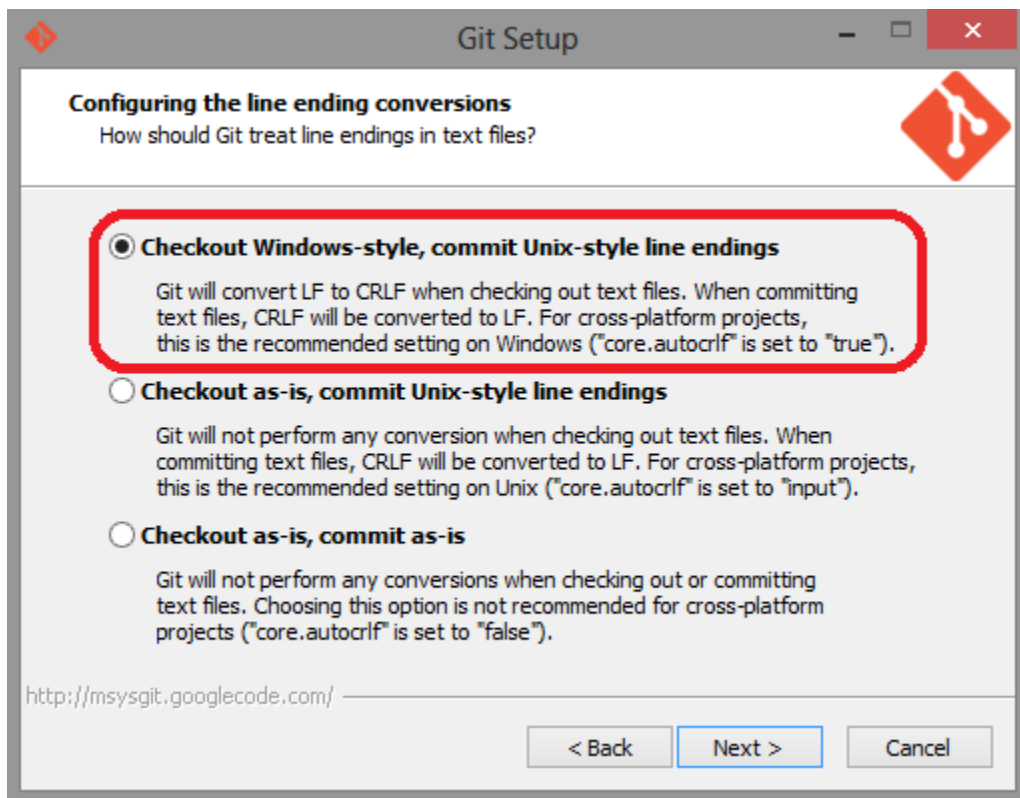 Git Setup
Configuring the line ending conversions
How should Git treat line endings in text files?
Checkout Windows-style, commit Unix-style line endings
Git will convert LF to CRLF when checking out text files. When committing
text files, CRLF will be converted to LF. For cross-platform projects,
this is the recommended setting on Windows ("core.autocrlf" is set to "true").
Checkout as-is, commit Unix-style line endings
Git will not perform any conversion when checking out text files. When
committing text files, CRLF will be converted to LF. For cross-platform projects,
this is the recommended setting on Unix ("core.autocrlf" is set to "input").
Checkout as-is, commit as-is
Git will not perform any conversions when checking out or committing
text files. Choosing this option is not recommended for cross-platform
projects ("core.autocrlf" is set to "false").
http://msysgit.googlecode.com/
< Back
Next >
Cancel